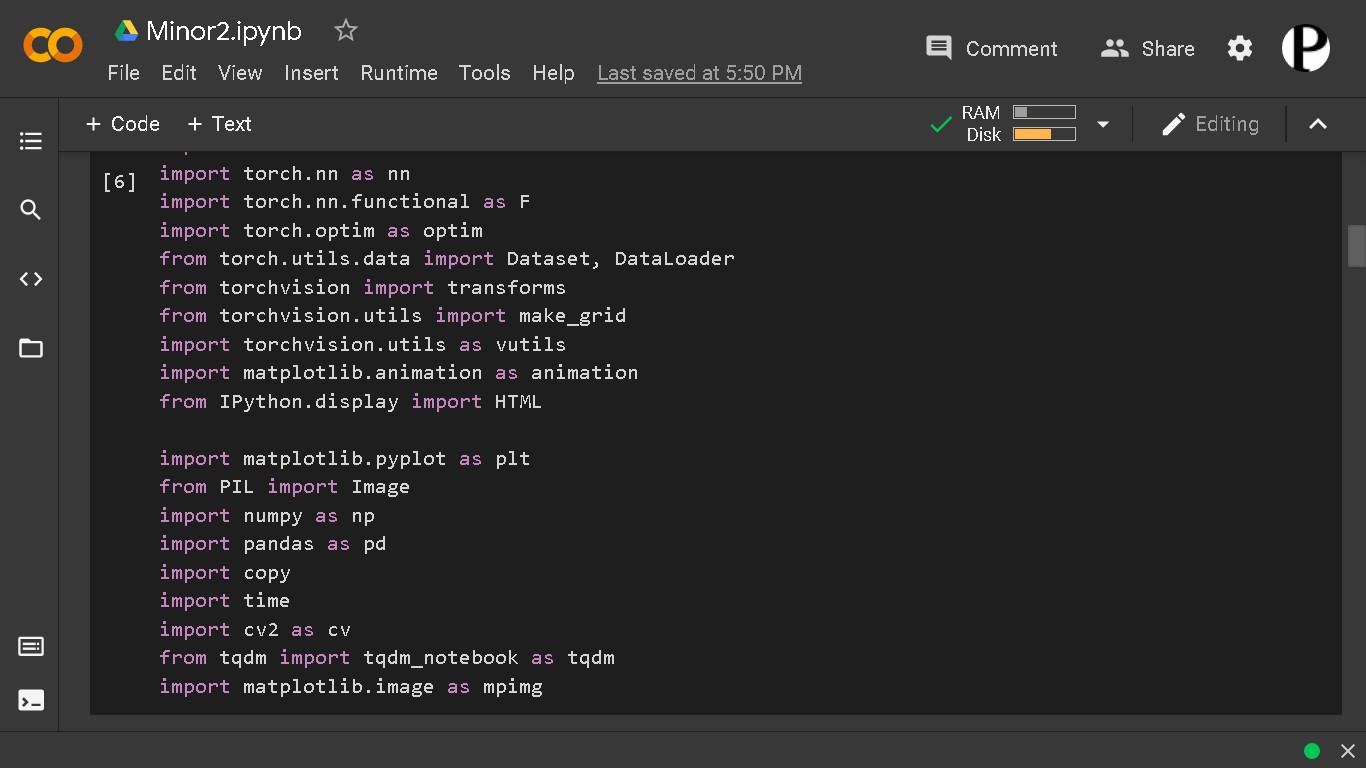 Minor2.ipynb
File Edit View Insert Runtime Tools Help Last saved at 5:50 PM
Comment Share
+ Code + Text
RAM
Disk
Editing
[6]
import torch.nn as nn
import torch.nn.functional as F
import torch.optim as optim
from torch.utils.data import Dataset, DataLoader
from torchvision import transforms
from torchvision.utils import make_grid
import torchvision.utils as vutils
import matplotlib.animation as animation
from IPython.display import HTML
import matplotlib.pyplot as plt
from PIL import Image
import numpy as np
import pandas as pd
import copy
import time
import cv2 as cv
from tqdm import tqdm_notebook as tqdm
import matplotlib.image as mpimg